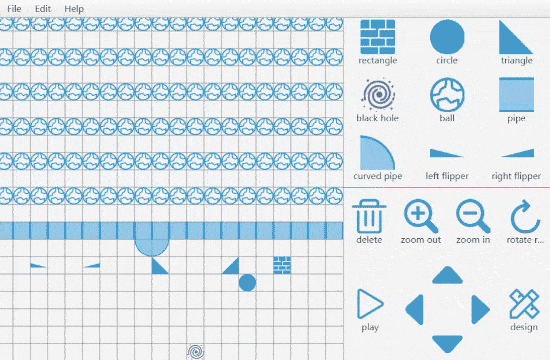 File Edit Help
rectangle circle triangle
black hole ball pipe
curved pipe left flipper right flipper
delete zoom out zoom in rotate r...
play design